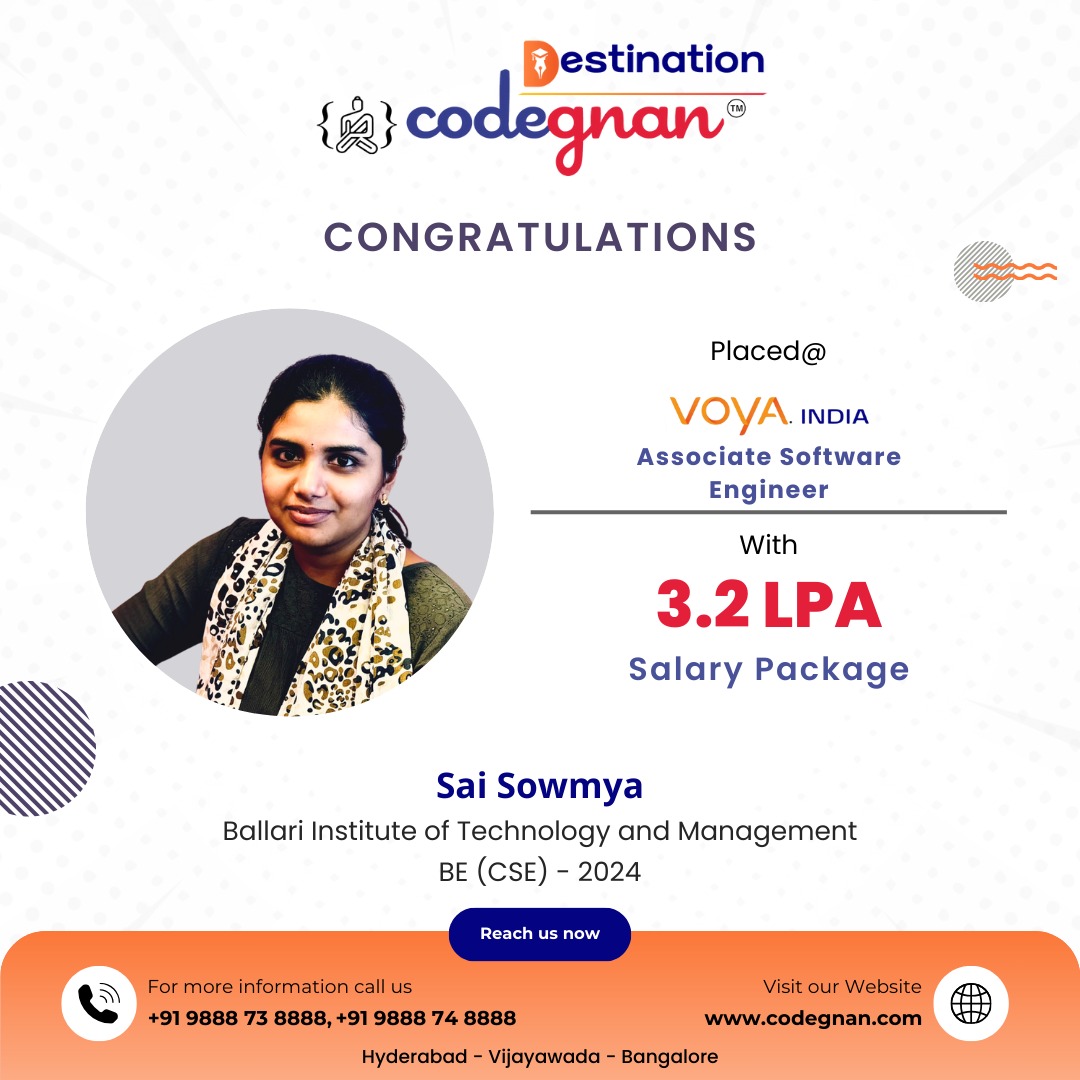 Destination
codegnan™
CONGRATULATIONS
Placed@
VOYA. INDIA
Associate Software
Engineer
With
3.2 LPA
Salary Package
Sai Sowmya
Ballari Institute of Technology and Management
BE (CSE) - 2024
Reach us now
For more information call us
+91 9888 73 8888, +91 9888 74 8888
Visit our Website
www.codegnan.com
Hyderabad - Vijayawada - Bangalore